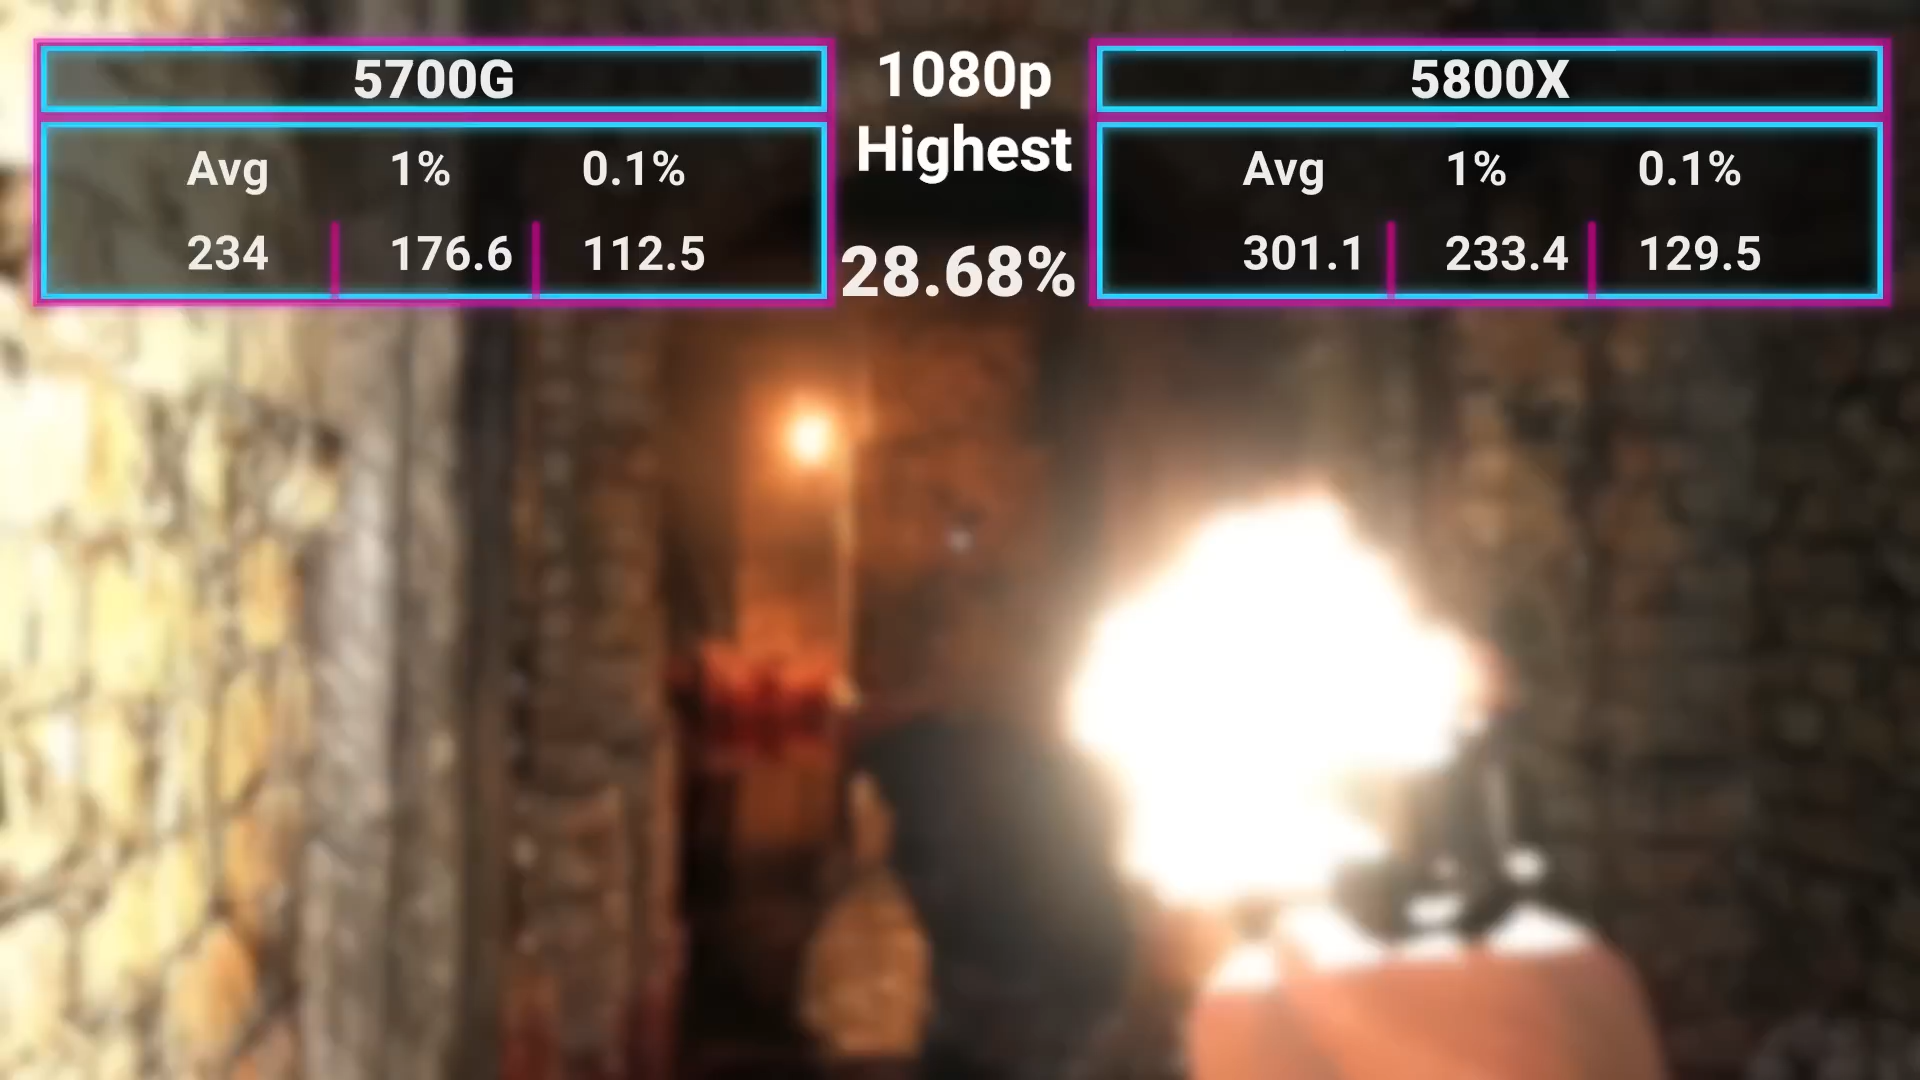 5700G
Avg 1% 0.1%
234 176.6 112.5
1080p
Highest
28.68%
5800X
Avg 1% 0.1%
301.1 233.4 129.5